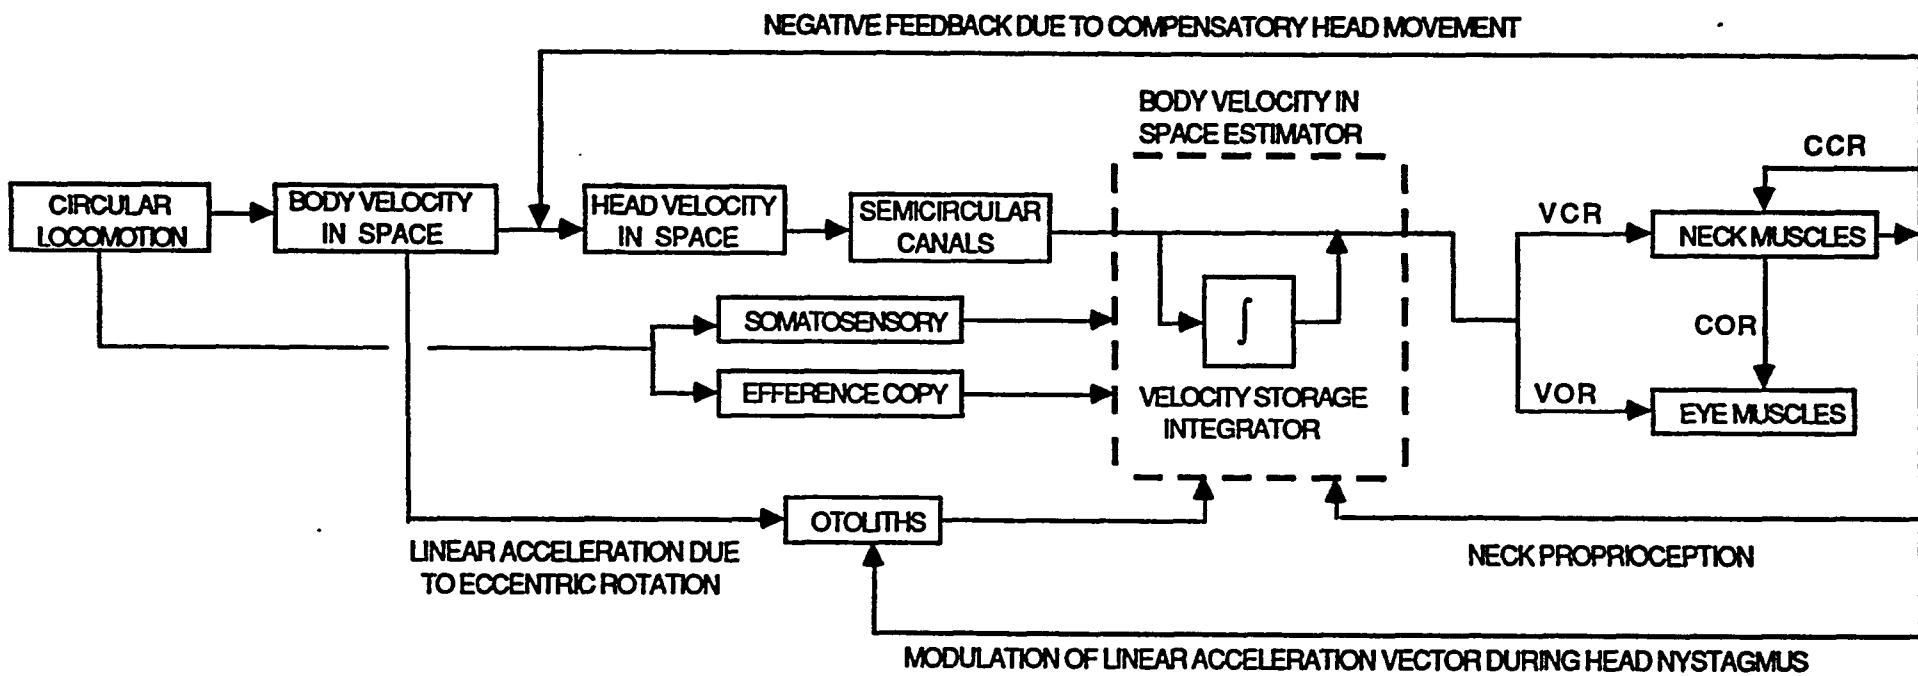 NEGATIVE FEEDBACK DUE TO COMPENSATORY HEAD MOVEMENT
BODY VELOCITY IN
SPACE ESTIMATOR
CCR
CIRCULAR
LOCOMOTION
BODY VELOCITY
IN SPACE
HEAD VELOCITY
IN SPACE
SEMICIRCULAR
CANALS
VCR
NECK MUSCLES
SOMATOSENSORY
∫
COR
EFFERENCE COPY
VELOCITY STORAGE
INTEGRATOR
VOR
EYE MUSCLES
OTOLITHS
LINEAR ACCELERATION DUE
TO ECCENTRIC ROTATION
NECK PROPRIOCEPTION
MODULATION OF LINEAR ACCELERATION VECTOR DURING HEAD NYSTAGMUS